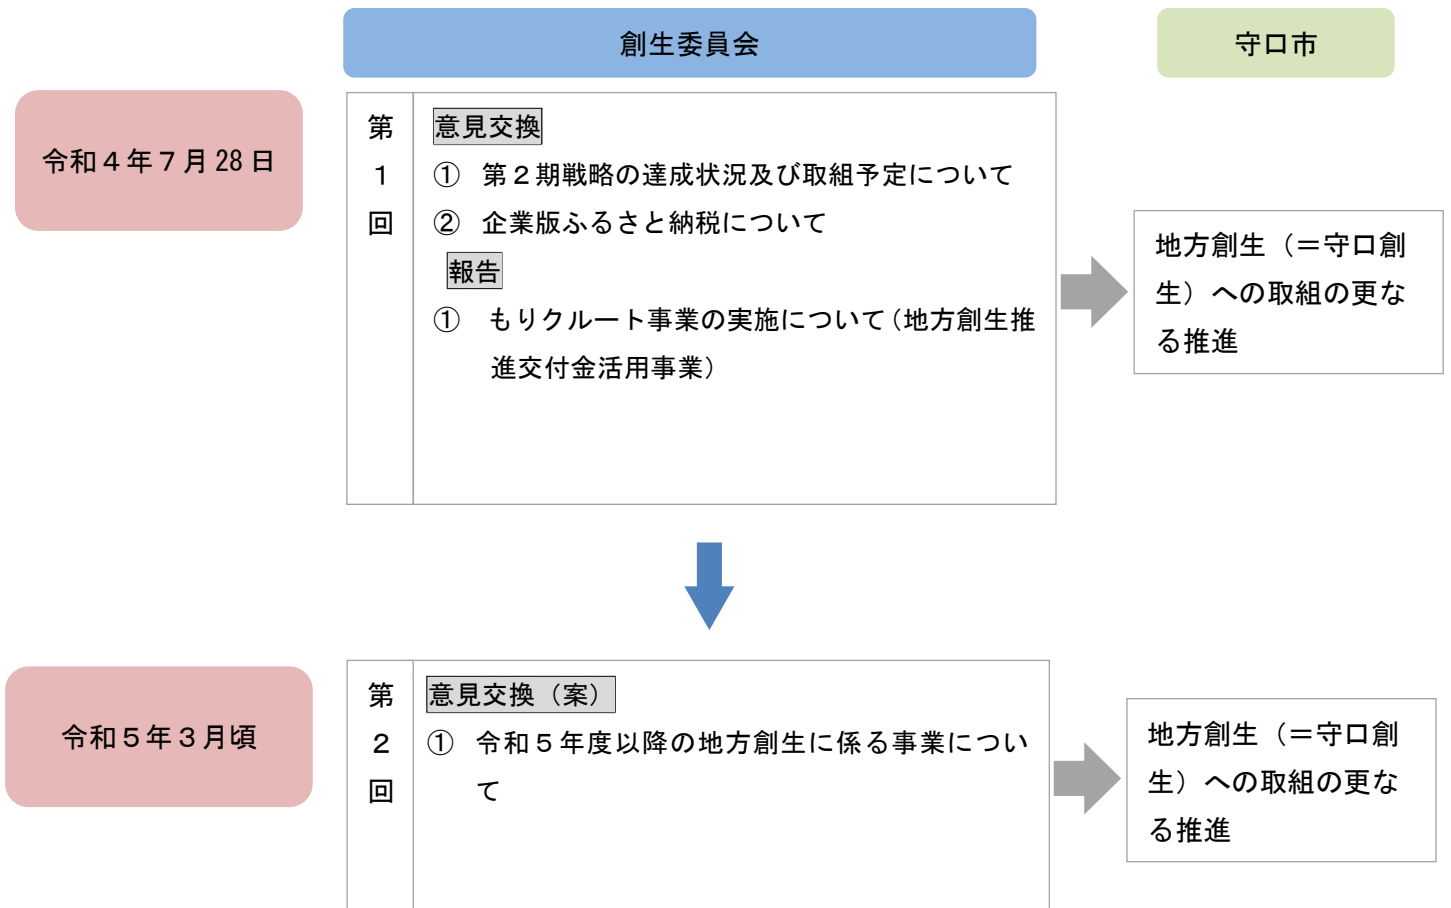 創生委員会
守口市
令和４年７月28日
第
１
回
意見交換
① 第２期戦略の達成状況及び取組予定について
② 企業版ふるさと納税について
報告
① もりクルート事業の実施について（地方創生推
進交付金活用事業）
地方創生（＝守口創
生）への取組の更な
る推進
令和５年３月頃
第
２
回
意見交換（案）
① 令和５年度以降の地方創生に係る事業につい
て
地方創生（＝守口創
生）への取組の更な
る推進